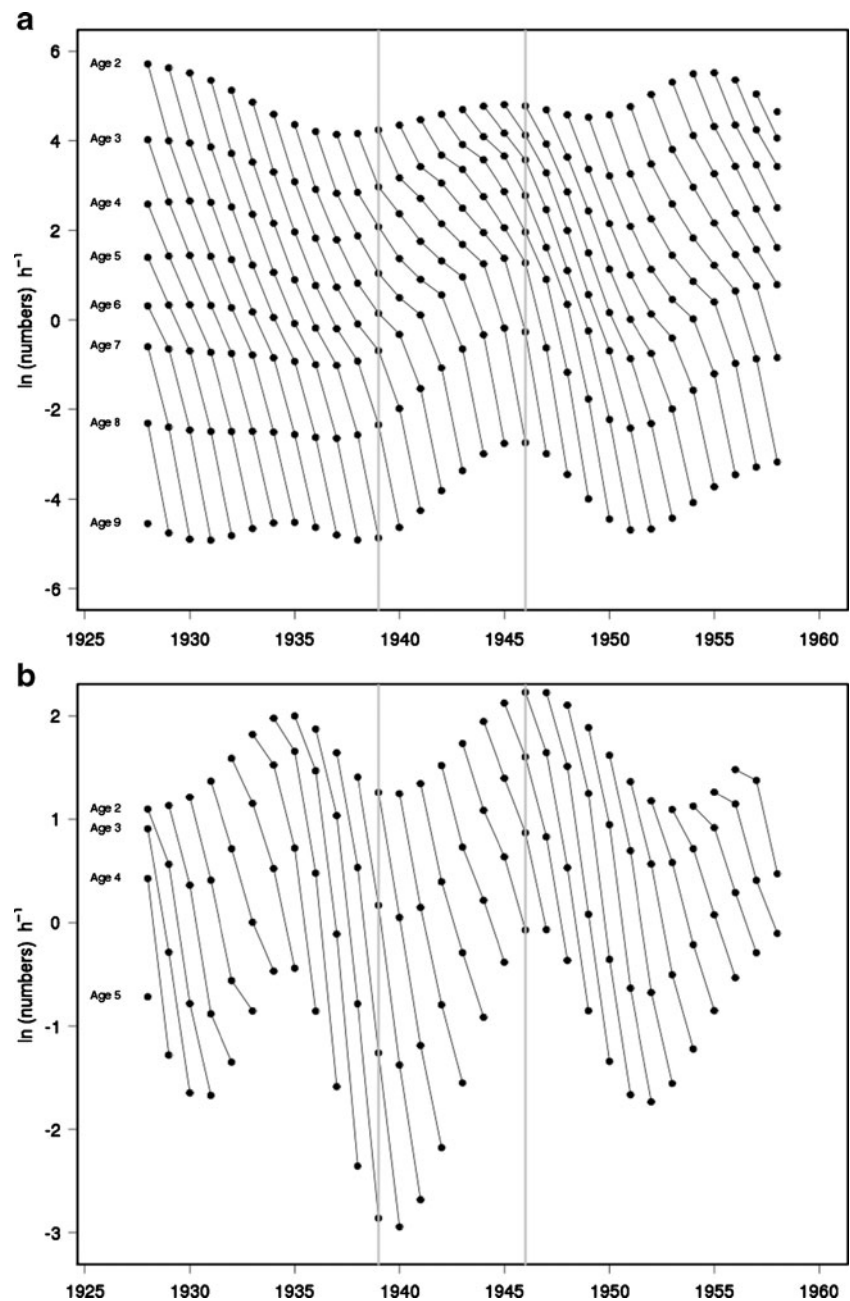 a
6
Age 2
4
Age 3
Age 4
2
Age 5
Age 6
0
Age 7
-2
Age 8
-4
Age 9
-6
ln (numbers) h⁻¹
1925 1930 1935 1940 1945 1950 1955 1960
b
2
Age 2
1
Age 3
Age 4
0
Age 5
-1
-2
-3
ln (numbers) h⁻¹
1925 1930 1935 1940 1945 1950 1955 1960